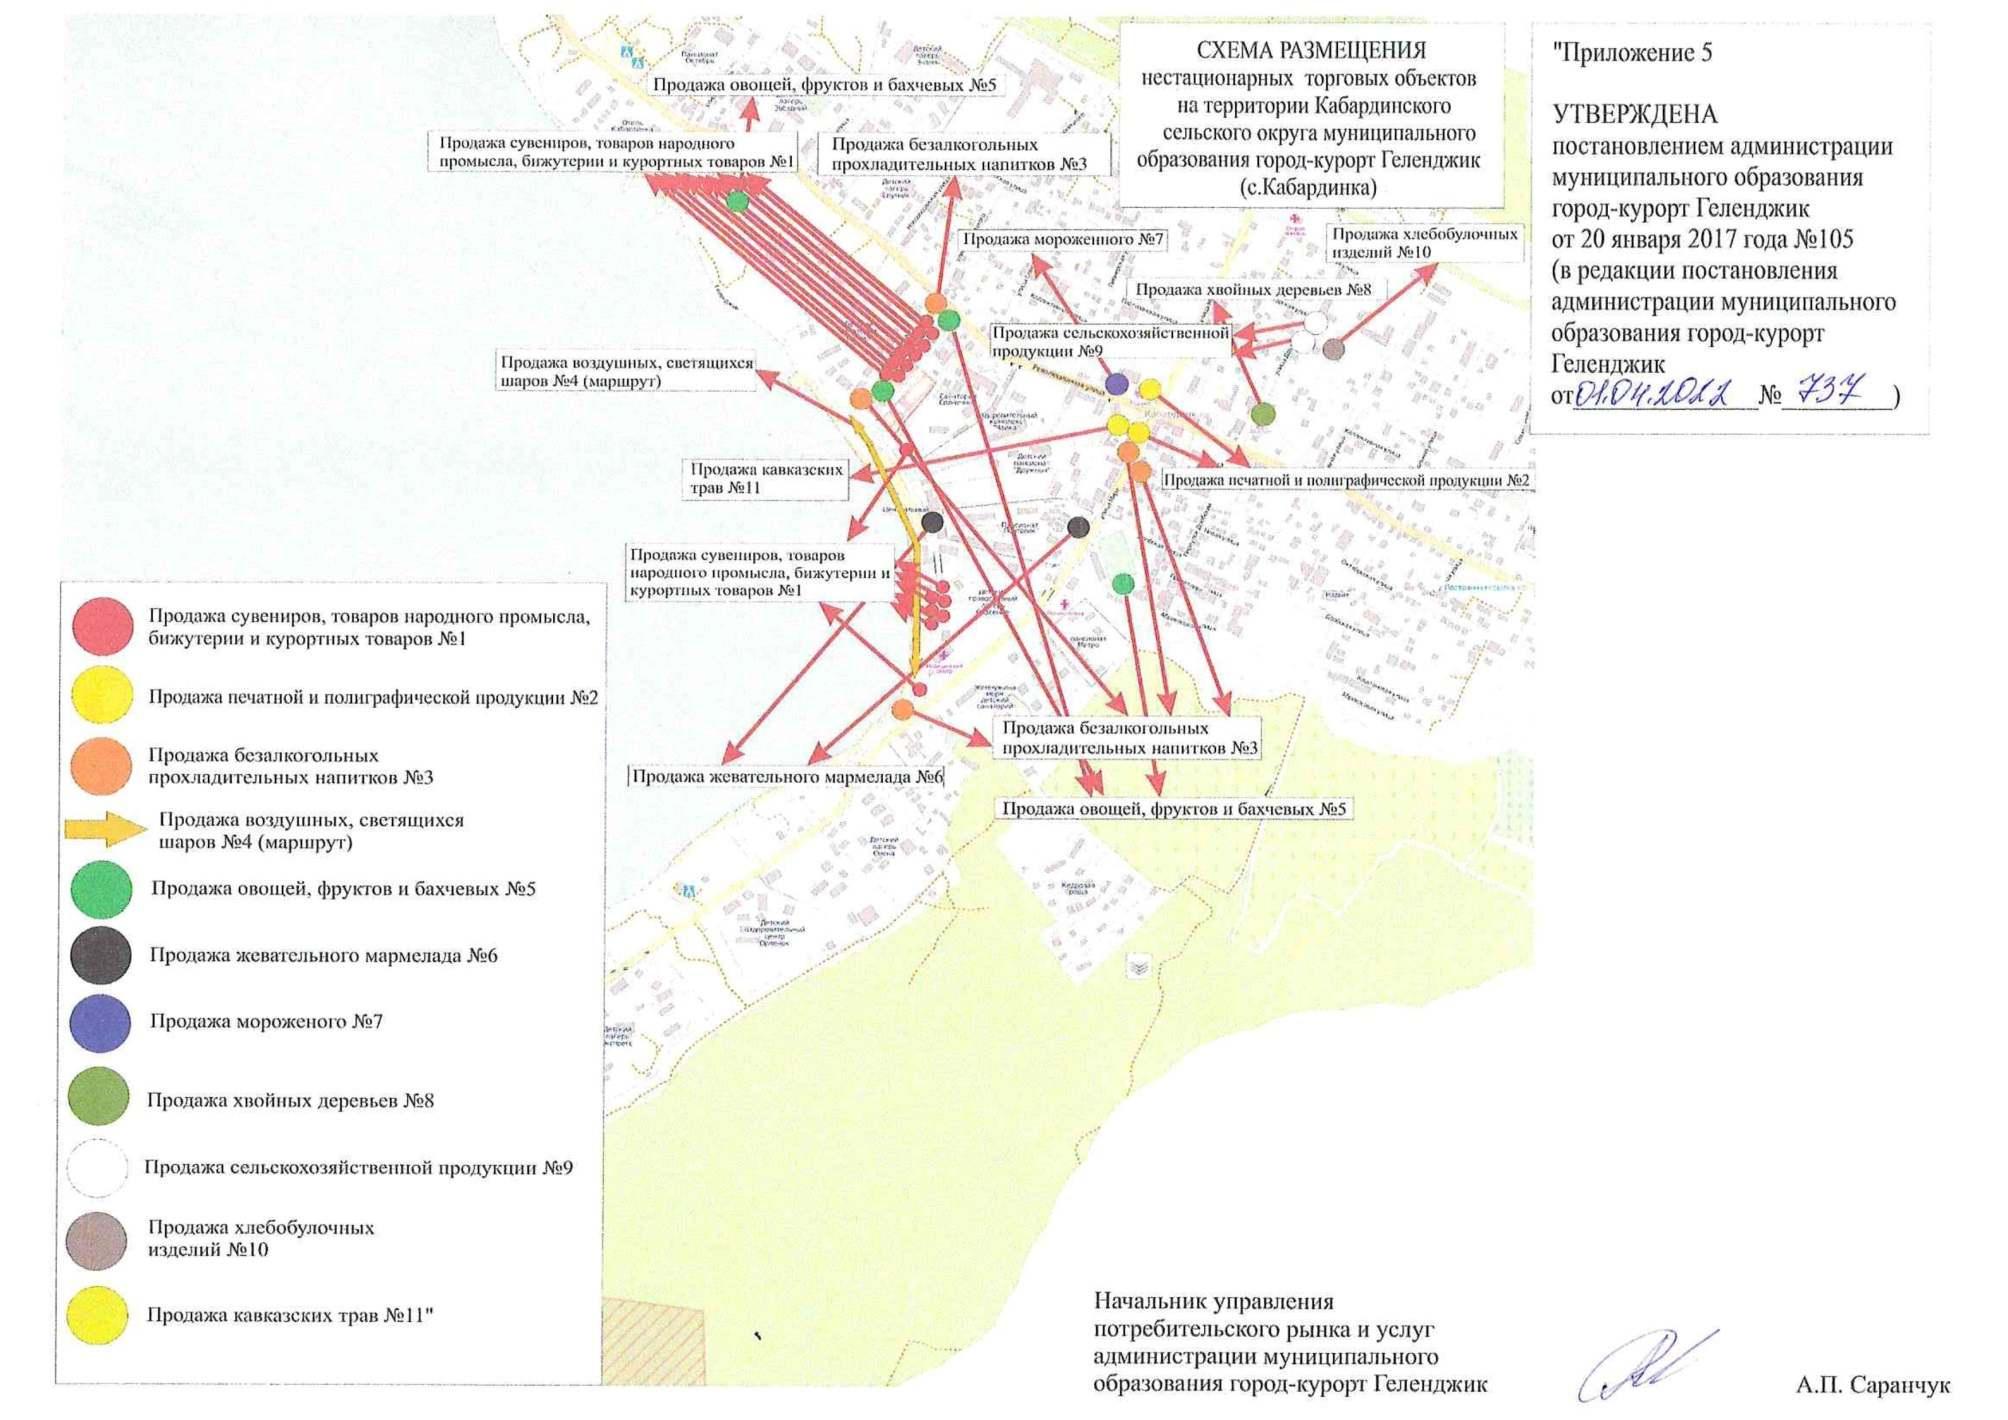 СХЕМА РАЗМЕЩЕНИЯ
нестационарных торговых объектов
на территории Кабардинского
сельского округа муниципального
образования город-курорт Геленджик
(с.Кабардинка)
"Приложение 5
УТВЕРЖДЕНА
постановлением администрации
муниципального образования
город-курорт Геленджик
от 20 января 2017 года №105
(в редакции постановления
администрации муниципального
образования город-курорт
Геленджик
от 01.04.2022 № 737 )
Продажа овощей, фруктов и бахчевых №5
Продажа сувениров, товаров народного
промысла, бижутерии и курортных товаров №1
Продажа безалкогольных
прохладительных напитков №3
Продажа мороженного №7
Продажа хлебобулочных
изделий №10
Продажа хвойных деревьев №8
Продажа сельскохозяйственной
продукции №9
Продажа воздушных, светящихся
шаров №4 (маршрут)
Продажа кавказских
трав №11
Продажа печатной и полиграфической продукции №2
Продажа сувениров, товаров
народного промысла, бижутерии и
курортных товаров №1
Продажа безалкогольных
прохладительных напитков №3
Продажа жевательного мармелада №6
Продажа овощей, фруктов и бахчевых №5
Продажа сувениров, товаров народного промысла,
бижутерии и курортных товаров №1
Продажа печатной и полиграфической продукции №2
Продажа безалкогольных
прохладительных напитков №3
Продажа воздушных, светящихся
шаров №4 (маршрут)
Продажа овощей, фруктов и бахчевых №5
Продажа жевательного мармелада №6
Продажа мороженого №7
Продажа хвойных деревьев №8
Продажа сельскохозяйственной продукции №9
Продажа хлебобулочных
изделий №10
Продажа кавказских трав №11"
Начальник управления
потребительского рынка и услуг
администрации муниципального
образования город-курорт Геленджик
А.П. Саранчук